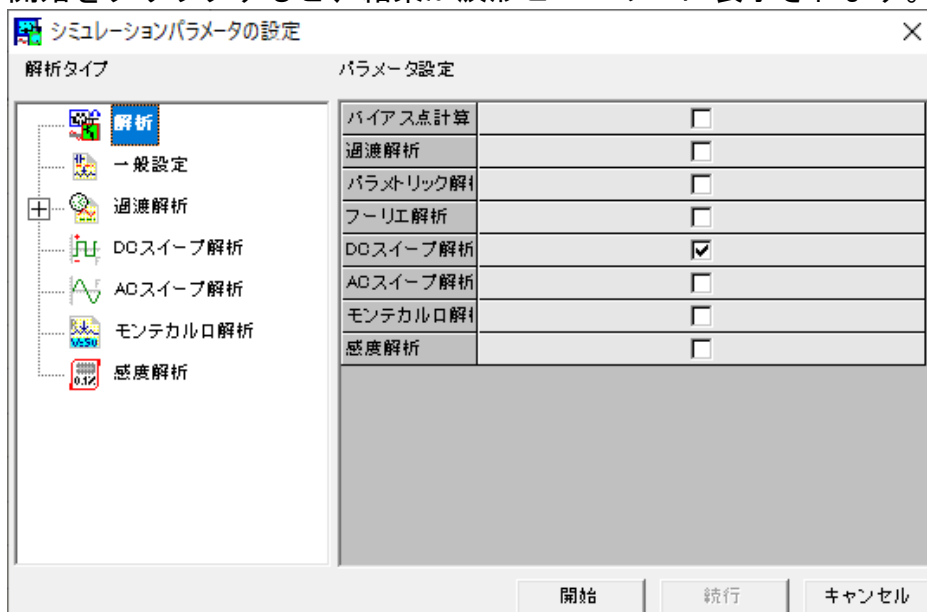 シミュレーションパラメータの設定
解析タイプ
パラメータ設定
解析
一般設定
過渡解析
DCスイープ解析
ACスイープ解析
モンテカルロ解析
感度解析
0.1%
バイアス点計算
過渡解析
パラメトリック解
フーリエ解析
DCスイープ解析
ACスイープ解析
モンテカルロ解
感度解析
開始
続行
キャンセル